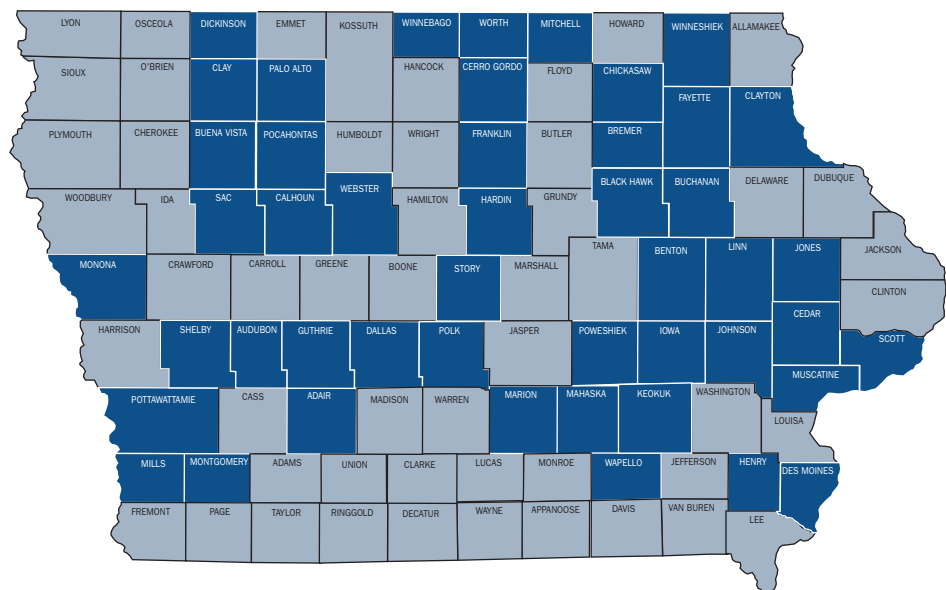 LYON
OSCEOLA
DICKINSON
EMMET
KOSSUTH
WINNEBAGO
WORTH
MITCHELL
HOWARD
WINNESHIEK
ALLAMAKEE
SIOUX
O'BRIEN
CLAY
PALO ALTO
HANCOCK
CERRO GORDO
FLOYD
CHICKASAW
FAYETTE
CLAYTON
PLYMOUTH
CHEROKEE
BUENA VISTA
POCAHONTAS
HUMBOLDT
WRIGHT
FRANKLIN
BUTLER
BREMER
WOODBURY
IDA
SAC
CALHOUN
WEBSTER
HAMILTON
HARDIN
GRUNDY
BLACK HAWK
BUCHANAN
DELAWARE
DUBUQUE
MONONA
CRAWFORD
CARROLL
GREENE
BOONE
STORY
MARSHALL
TAMA
BENTON
LINN
JONES
JACKSON
CLINTON
HARRISON
SHELBY
AUDUBON
GUTHRIE
DALLAS
POLK
JASPER
POWESHIEK
IOWA
JOHNSON
CEDAR
SCOTT
MUSCATINE
POTTAWATTAMIE
CASS
ADAIR
MADISON
WARREN
MARION
MAHASKA
KEOKUK
WASHINGTON
LOUISA
MILLS
MONTGOMERY
ADAMS
UNION
CLARKE
LUCAS
MONROE
WAPELLO
JEFFERSON
HENRY
DES MOINES
FREMONT
PAGE
TAYLOR
RINGGOLD
DECATUR
WAYNE
APPANOOSE
DAVIS
VAN BUREN
LEE